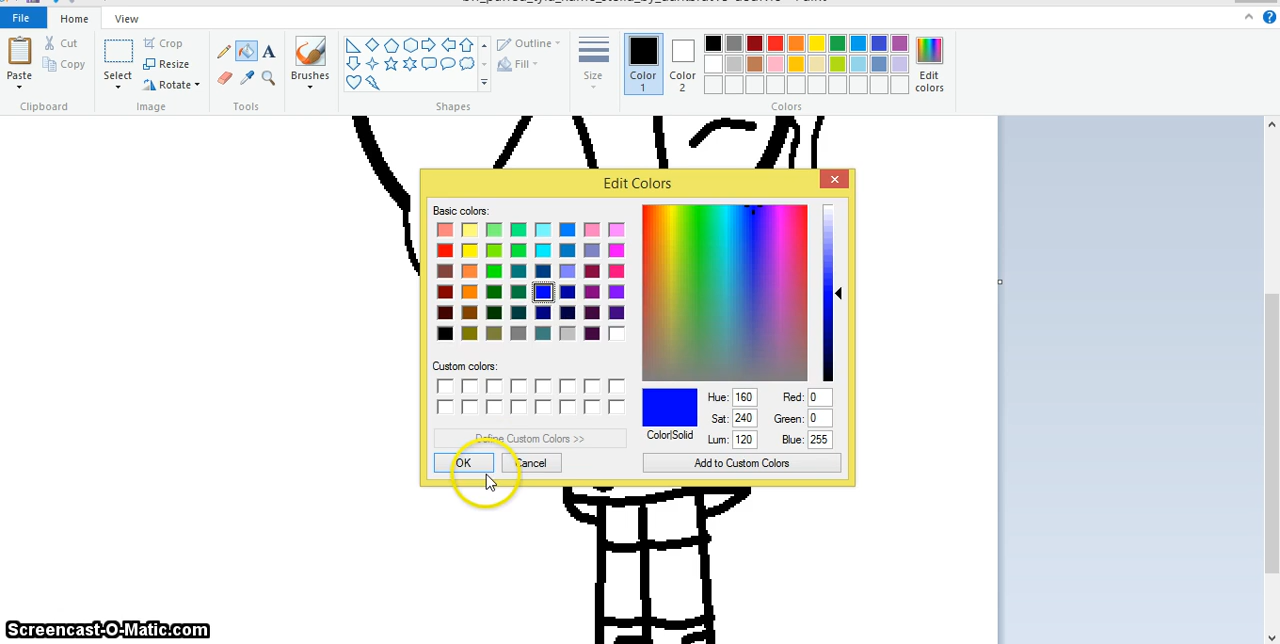 File Home View
Paste
Cut
Copy
Clipboard
Select
Crop
Resize
Rotate
Image
A
Tools
Brushes
Outline
Fill
Shapes
Size
Color
1
Color
2
Edit
colors
Colors
Edit Colors
Basic colors:
Custom colors:
Define Custom Colors >>
OK Cancel
Color|Solid
Hue: 160 Red: 0
Sat: 240 Green: 0
Lum: 120 Blue: 255
Add to Custom Colors
Screencast-O-Matic.com